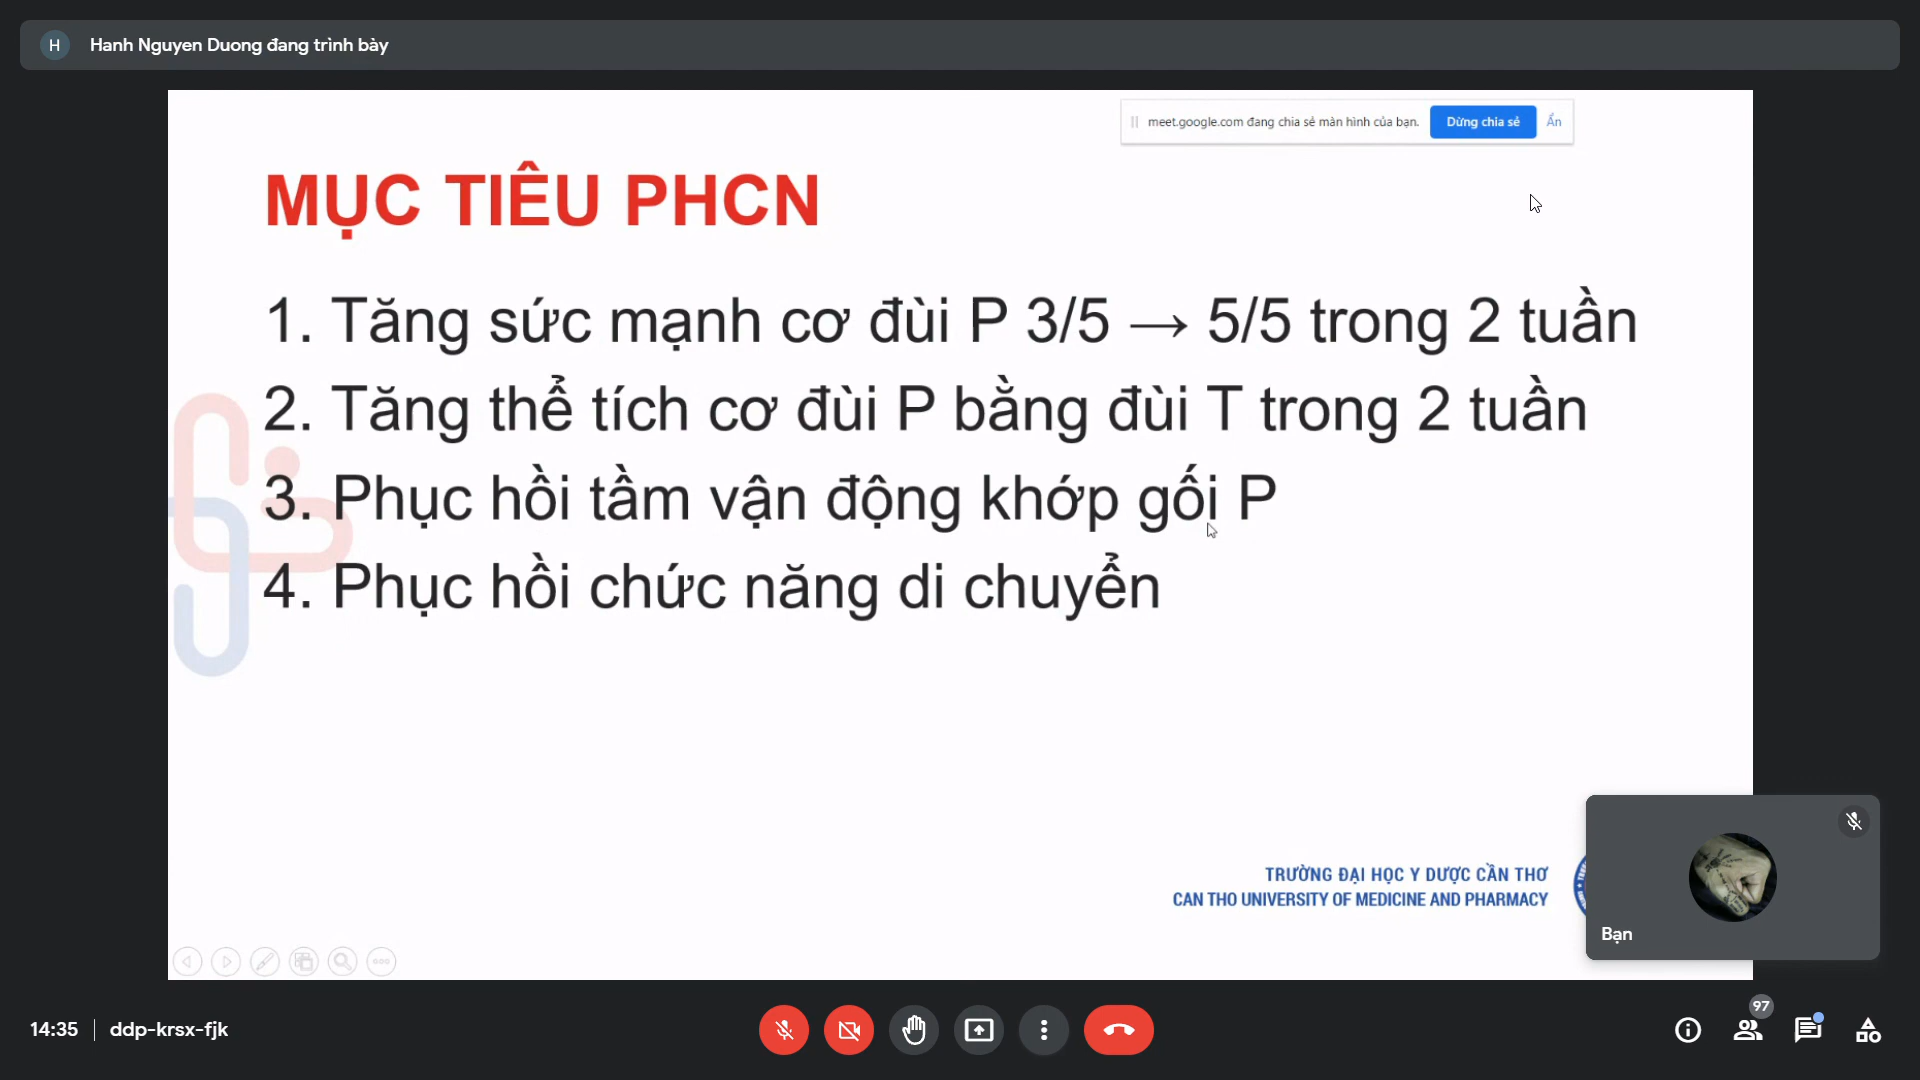 H
Hanh Nguyen Duong đang trình bày
meet.google.com đang chia sẻ màn hình của bạn.
Dừng chia sẻ
Ẩn
MỤC TIÊU PHCN
1. Tăng sức mạnh cơ đùi P 3/5 → 5/5 trong 2 tuần
2. Tăng thể tích cơ đùi P bằng đùi T trong 2 tuần
3. Phục hồi tầm vận động khớp gối P
4. Phục hồi chức năng di chuyển
TRƯỜNG ĐẠI HỌC Y DƯỢC CẦN THƠ
CAN THO UNIVERSITY OF MEDICINE AND PHARMACY
Bạn
14:35
ddp-krsx-fjk
97